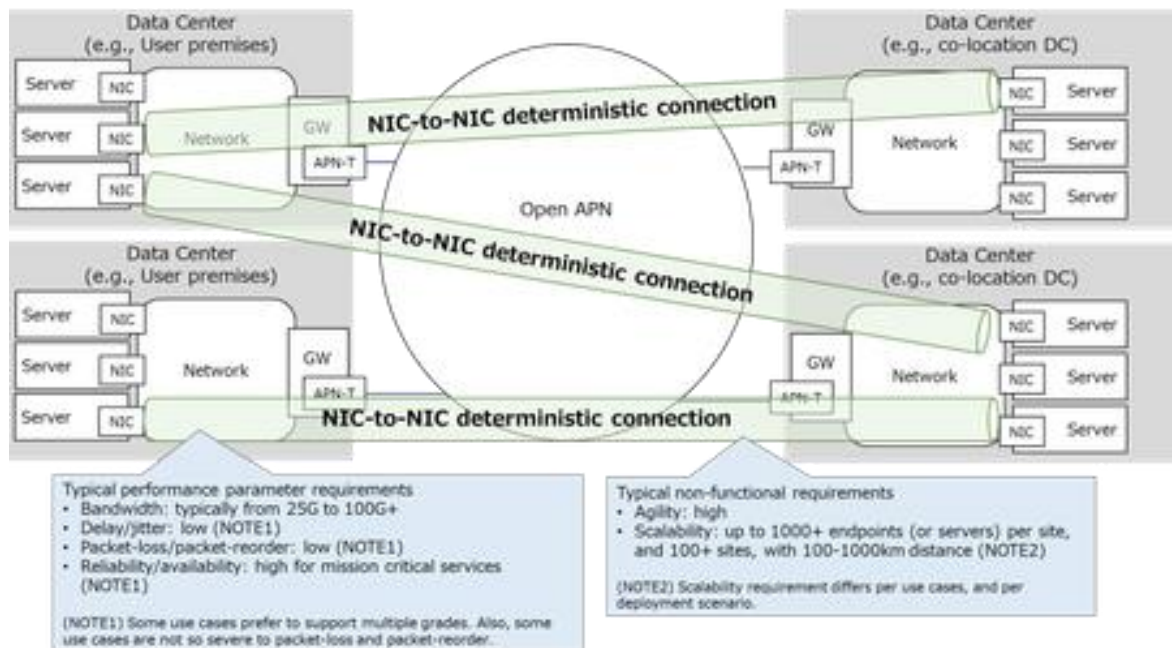 Data Center
(e.g., User premises)
Server
NIC
Server
NIC
Server
NIC
Network
GW
APN-T
Data Center
(e.g., co-location DC)
GW
APN-T
Network
NIC
Server
NIC
Server
NIC
Server
NIC-to-NIC deterministic connection
Open APN
NIC-to-NIC deterministic connection
Data Center
(e.g., User premises)
Server
NIC
Server
NIC
Server
NIC
Network
GW
APN-T
Data Center
(e.g., co-location DC)
GW
APN-T
Network
NIC
Server
NIC
Server
NIC
Server
NIC-to-NIC deterministic connection
Typical performance parameter requirements
• Bandwidth: typically from 25G to 100G+
• Delay/jitter: low (NOTE1)
• Packet-loss/packet-reorder: low (NOTE1)
• Reliability/availability: high for mission critical services
(NOTE1)
(NOTE1) Some use cases prefer to support multiple grades. Also, some
use cases are not so severe to packet-loss and packet-reorder.
Typical non-functional requirements
• Agility: high
• Scalability: up to 1000+ endpoints (or servers) per site,
and 100+ sites, with 100-1000km distance (NOTE2)
(NOTE2) Scalability requirement differs per use cases, and per
deployment scenario.